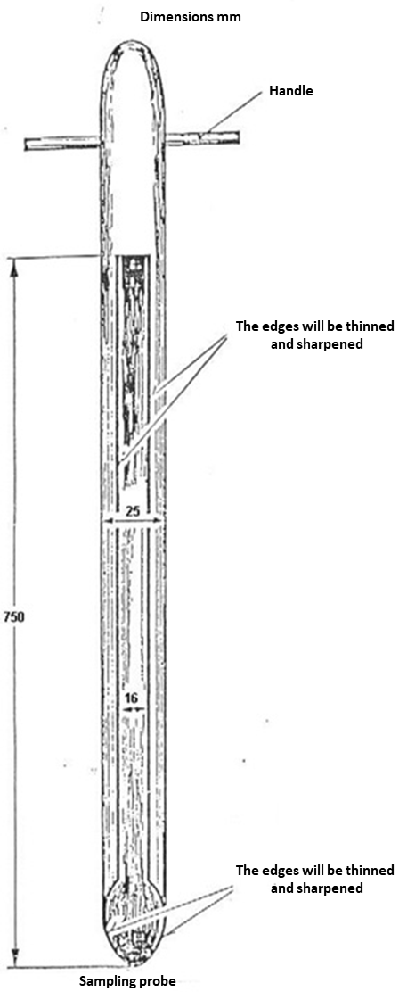 Dimensions mm
Handle
The edges will be thinned
and sharpened
25
750
16
The edges will be thinned
and sharpened
Sampling probe